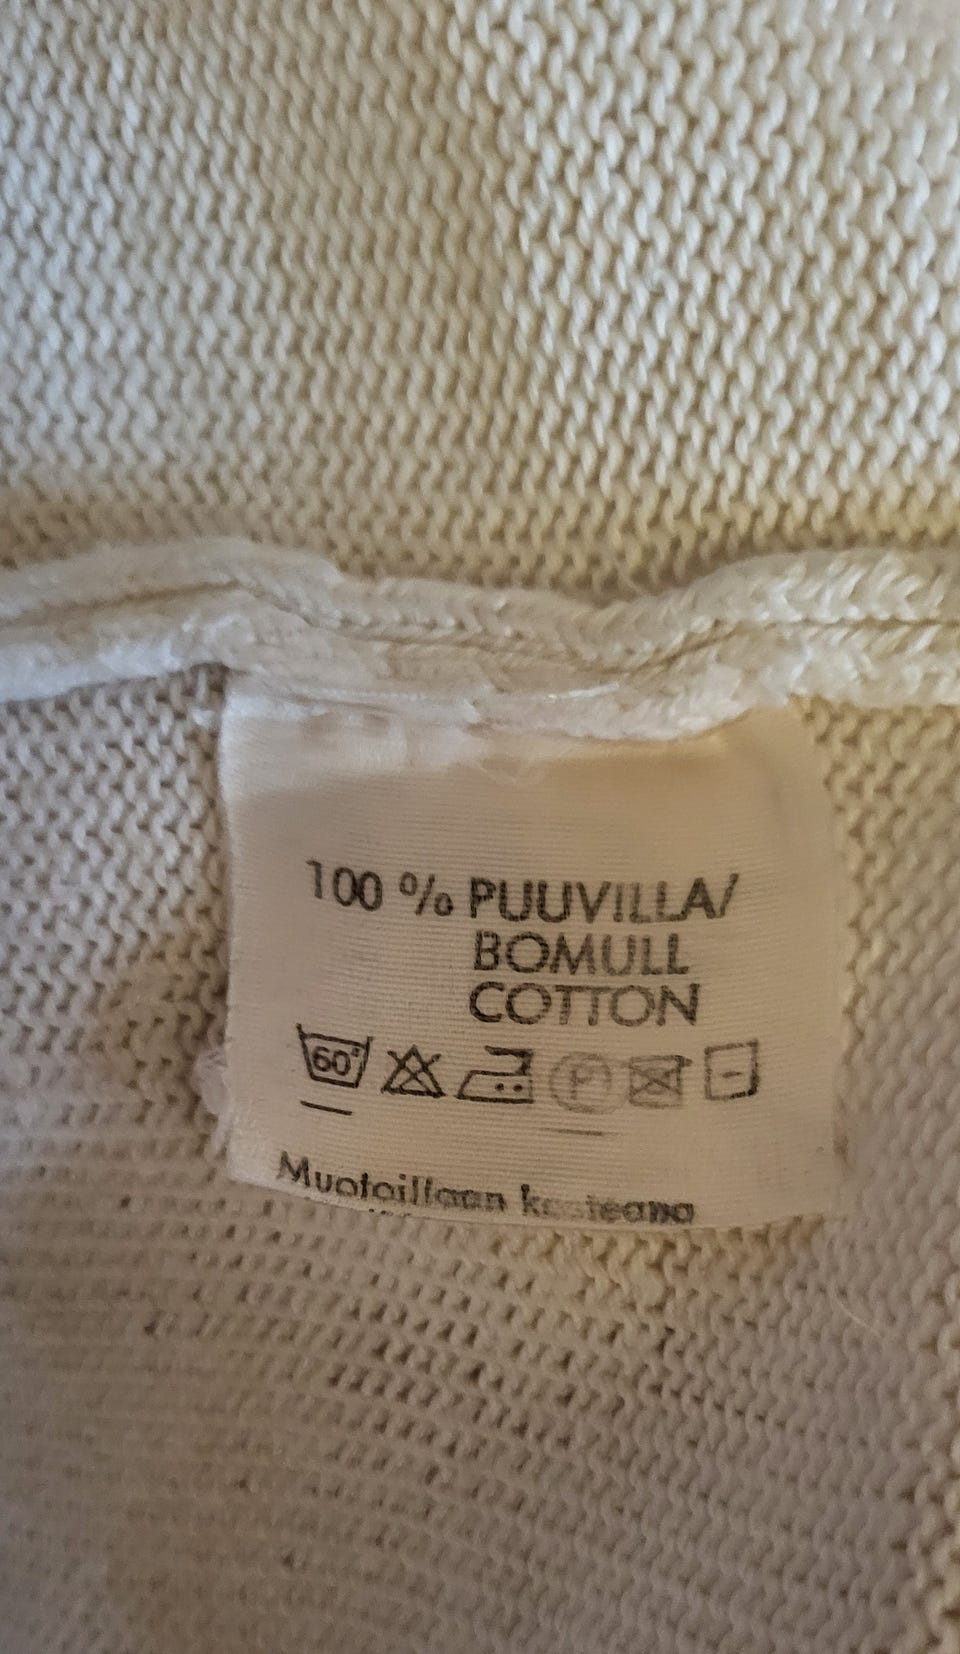 100 % PUUVILLA/
BOMULL
COTTON
60°
P
Muotoillaan kosteana